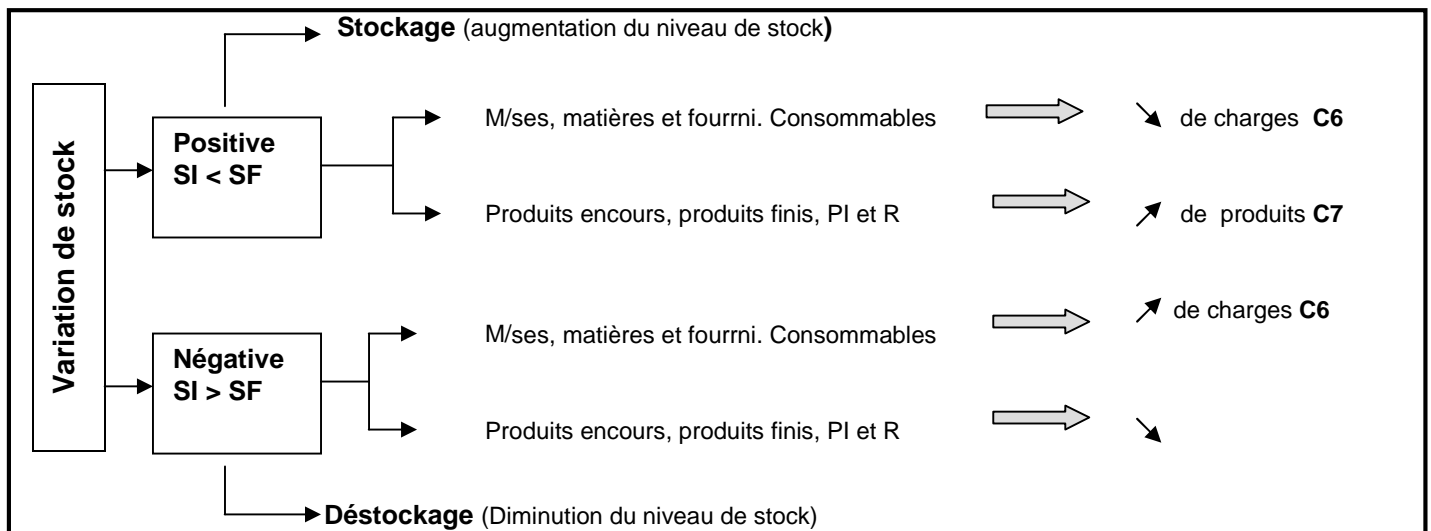 Stockage (augmentation du niveau de stock)
Variation de stock
Positive
SI < SF
M/ses, matières et fourrni. Consommables
de charges C6
Produits encours, produits finis, PI et R
de produits C7
Négative
SI > SF
M/ses, matières et fourrni. Consommables
de charges C6
Produits encours, produits finis, PI et R
Déstockage (Diminution du niveau de stock)